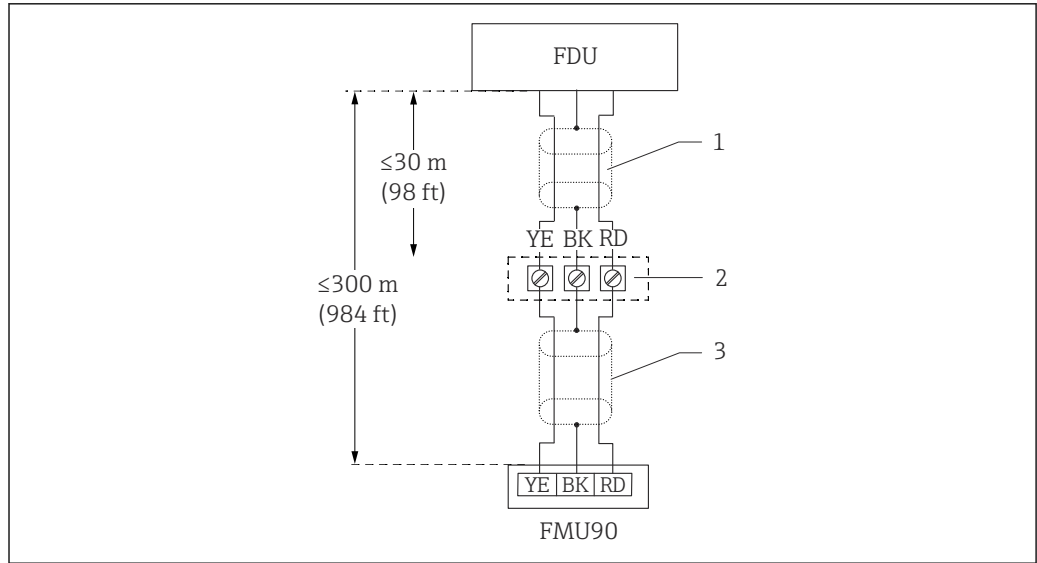 FDU
1
≤30 m
(98 ft)
YE BK RD
2
≤300 m
(984 ft)
3
YE BK RD
FMU90